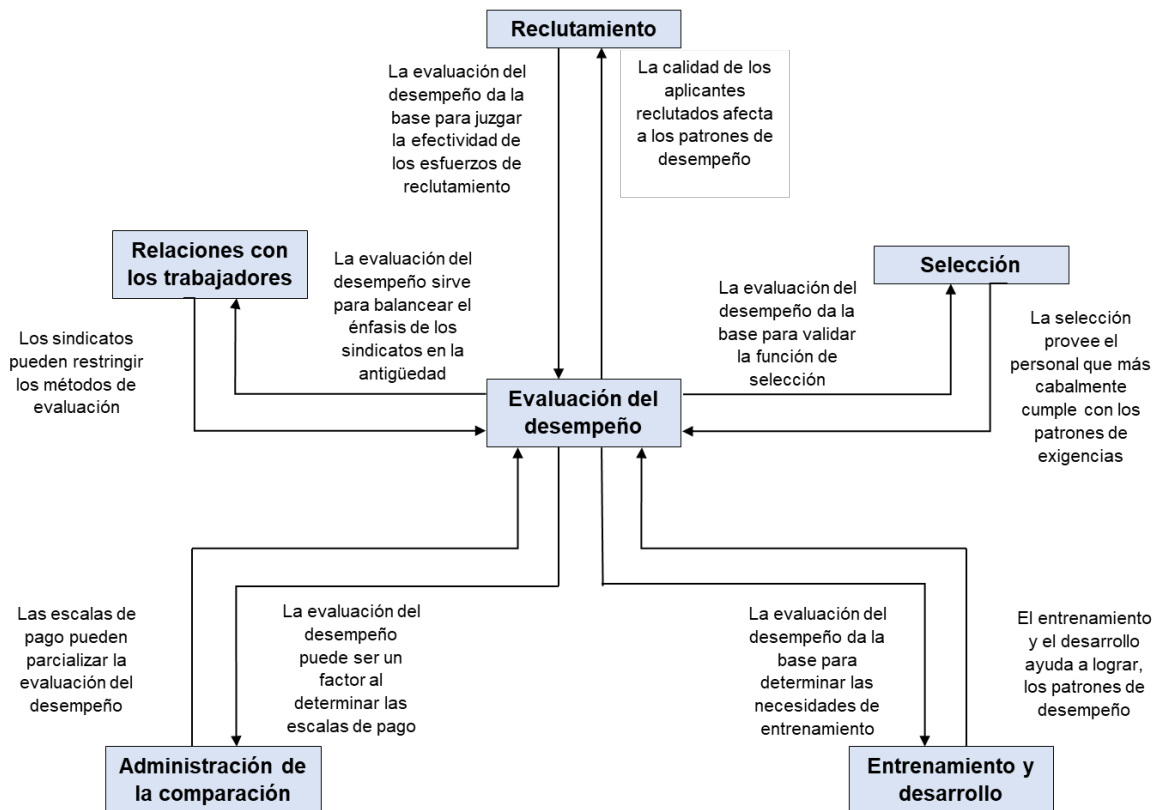 Reclutamiento
La evaluación del
desempeño da la
base para juzgar
la efectividad de
los esfuerzos de
reclutamiento
La calidad de los
aplicantes
reclutados afecta
a los patrones de
desempeño
Relaciones con
los trabajadores
La evaluación del
desempeño sirve
para balancear el
énfasis de los
sindicatos en la
antigüedad
Selección
La evaluación del
desempeño da la
base para validar
la función de
selección
Los sindicatos
pueden restringir
los métodos de
evaluación
La selección
provee el
personal que más
cabalmente
cumple con los
patrones de
exigencias
Evaluación del
desempeño
Las escalas de
pago pueden
parcializar la
evaluación del
desempeño
La evaluación del
desempeño
puede ser un
factor al
determinar las
escalas de pago
La evaluación del
desempeño da la
base para
determinar las
necesidades de
entrenamiento
El entrenamiento
y el desarrollo
ayuda a lograr,
los patrones de
desempeño
Administración de
la comparación
Entrenamiento y
desarrollo